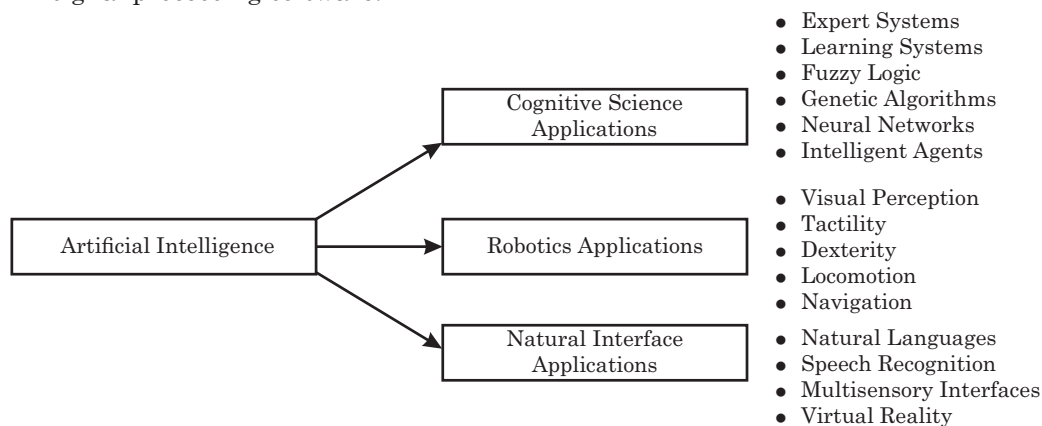 • Expert Systems
• Learning Systems
• Fuzzy Logic
• Genetic Algorithms
• Neural Networks
• Intelligent Agents
Cognitive Science
Applications
• Visual Perception
• Tactility
• Dexterity
• Locomotion
• Navigation
Artificial Intelligence
Robotics Applications
Natural Interface
Applications
• Natural Languages
• Speech Recognition
• Multisensory Interfaces
• Virtual Reality